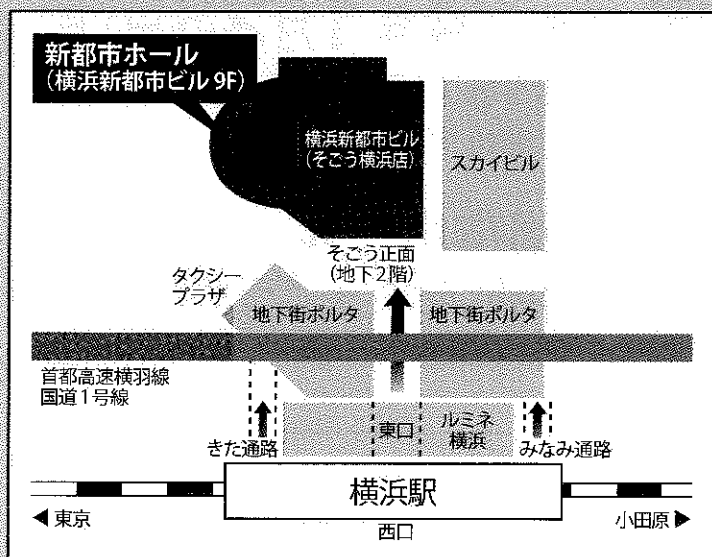 新都市ホール
(横浜新都市ビル 9F)
横浜新都市ビル
(そごう横浜店)
スカイビル
そごう正面
(地下2階)
タクシー
プラザ
地下街ポルタ
地下街ポルタ
首都高速横羽線
国道1号線
きた通路
東口
ルミネ
横浜
みなみ通路
横浜駅
東京
西口
小田原